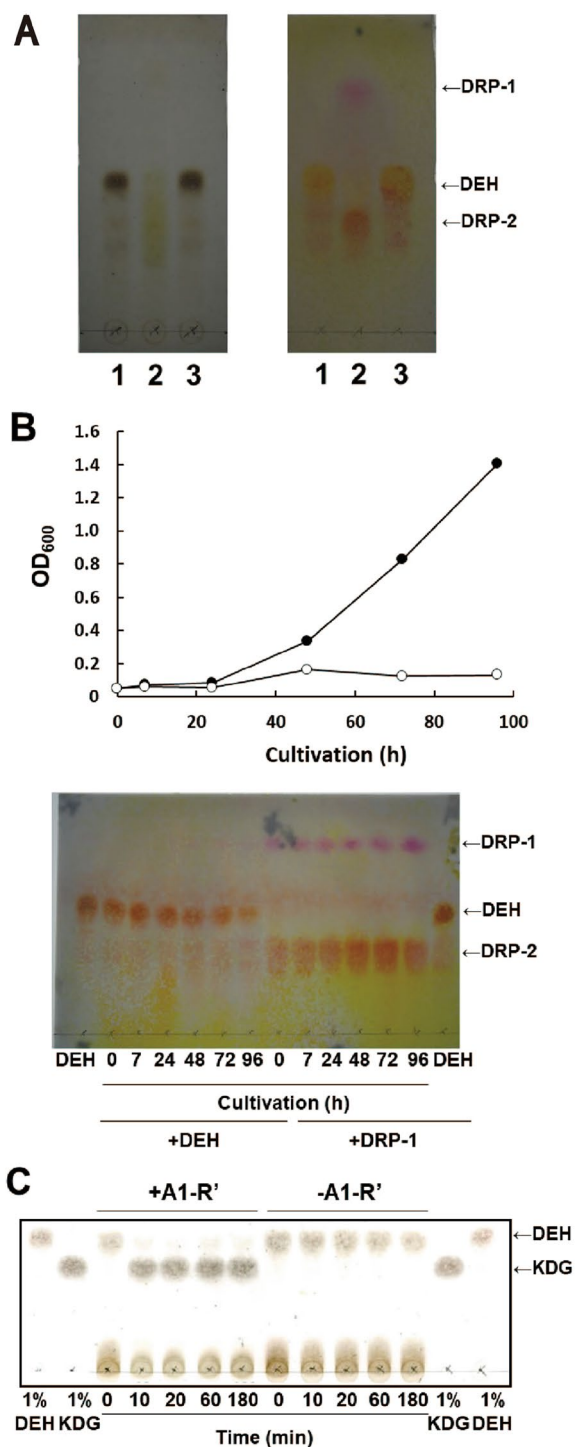 A
←DRP-1
←DEH
←DRP-2
1 2 3 1 2 3
B
1.6
1.4
1.2
1.0
0.8
0.6
0.4
0.2
0
OD600
0 20 40 60 80 100
Cultivation (h)
←DRP-1
←DEH
←DRP-2
DEH 0 7 24 48 72 96 0 7 24 48 72 96 DEH
Cultivation (h)
+DEH +DRP-1
C
+A1-R’ -A1-R’
←DEH
←KDG
1% 1% 0 10 20 60 180 0 10 20 60 180 1% 1%
DEH KDG Time (min) KDG DEH